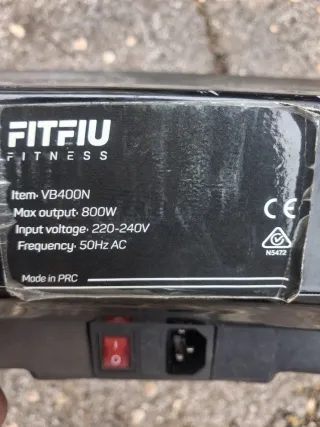 FITFIU
FITNESS
Item· VB400N
Max output· 800W
Input voltage· 220-240V
Frequency· 50Hz AC
CE
N5472
Made in PRC